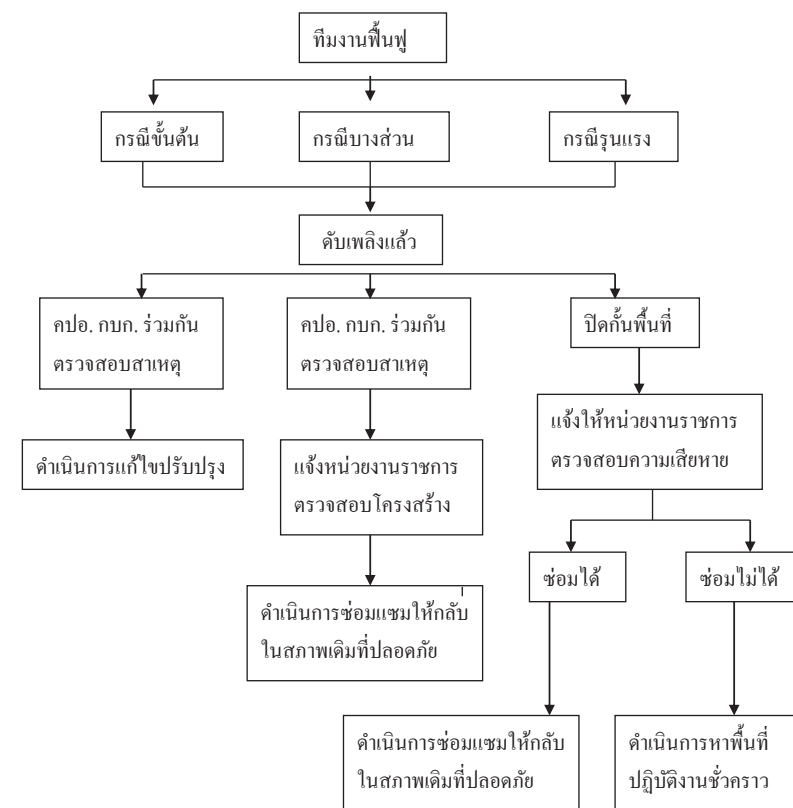 ทีมงานฟื้นฟู
กรณีขั้นต้น
กรณีบางส่วน
กรณีรุนแรง
ดับเพลิงแล้ว
คปอ. กบก. ร่วมกัน
ตรวจสอบสาเหตุ
คปอ. กบก. ร่วมกัน
ตรวจสอบสาเหตุ
ปิดกั้นพื้นที่
ดำเนินการแก้ไขปรับปรุง
แจ้งหน่วยงานราชการ
ตรวจสอบโครงสร้าง
แจ้งให้หน่วยงานราชการ
ตรวจสอบความเสียหาย
ซ่อมได้
ซ่อมไม่ได้
ดำเนินการซ่อมแซมให้กลับ
ในสภาพเดิมที่ปลอดภัย
ดำเนินการซ่อมแซมให้กลับ
ในสภาพเดิมที่ปลอดภัย
ดำเนินการหาพื้นที่
ปฏิบัติงานชั่วคราว